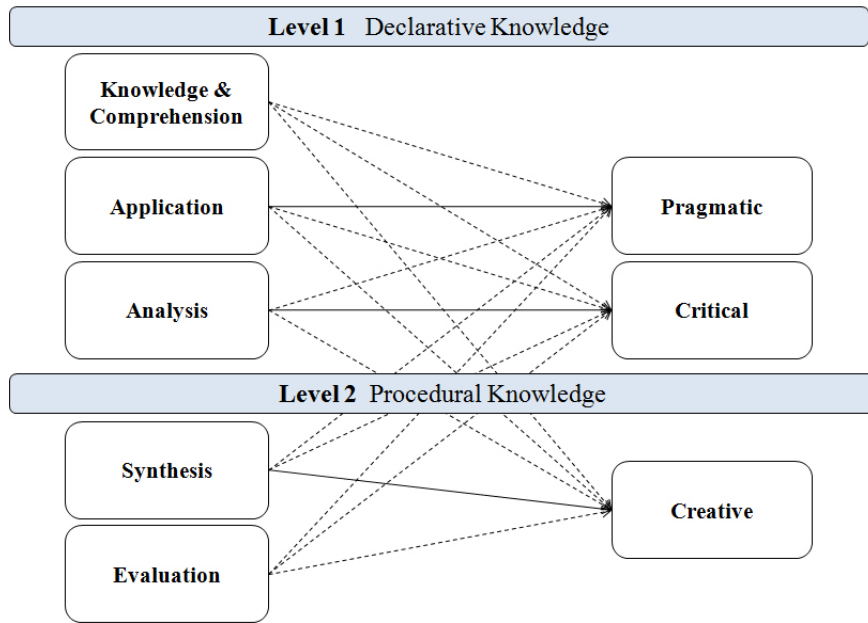 Level 1 Declarative Knowledge
Knowledge &
Comprehension
Application
Pragmatic
Analysis
Critical
Level 2 Procedural Knowledge
Synthesis
Creative
Evaluation